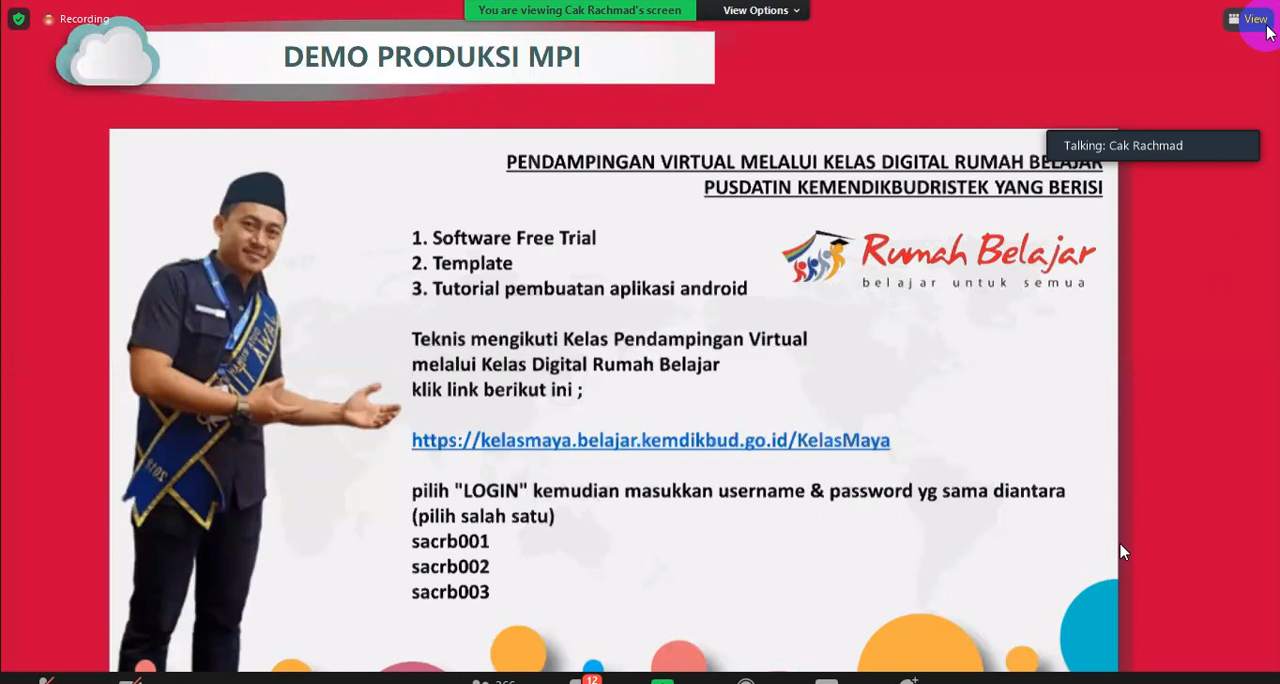 You are viewing Cak Rachmad's screen
View Options
Recording
View
DEMO PRODUKSI MPI
Talking: Cak Rachmad
PENDAMPINGAN VIRTUAL MELALUI KELAS DIGITAL RUMAH BELAJAR
PUSDATIN KEMENDIKBUDRISTEK YANG BERISI
1. Software Free Trial
2. Template
3. Tutorial pembuatan aplikasi android
Rumah Belajar
belajar untuk semua
Teknis mengikuti Kelas Pendampingan Virtual
melalui Kelas Digital Rumah Belajar
klik link berikut ini ;
https://kelasmaya.belajar.kemdikbud.go.id/KelasMaya
pilih "LOGIN" kemudian masukkan username & password yg sama diantara
(pilih salah satu)
sacrb001
sacrb002
sacrb003
12